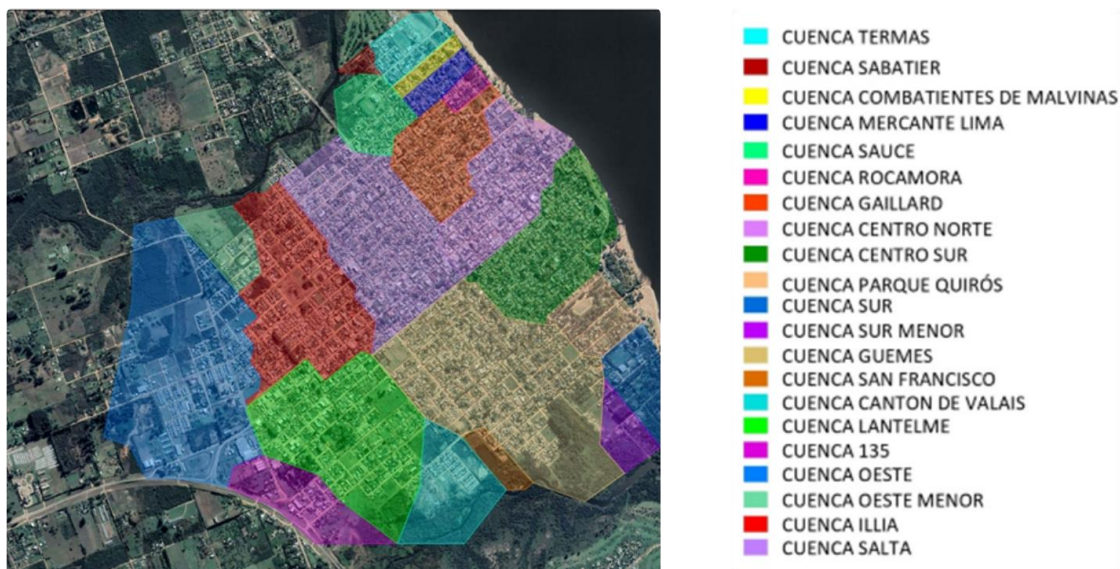 CUENCA TERMAS
CUENCA SABATIER
CUENCA COMBATIENTES DE MALVINAS
CUENCA MERCANTE LIMA
CUENCA SAUCE
CUENCA ROCAMORA
CUENCA GAILLARD
CUENCA CENTRO NORTE
CUENCA CENTRO SUR
CUENCA PARQUE QUIRÓS
CUENCA SUR
CUENCA SUR MENOR
CUENCA GUEMES
CUENCA SAN FRANCISCO
CUENCA CANTON DE VALAIS
CUENCA LANTELME
CUENCA 135
CUENCA OESTE
CUENCA OESTE MENOR
CUENCA ILLIA
CUENCA SALTA